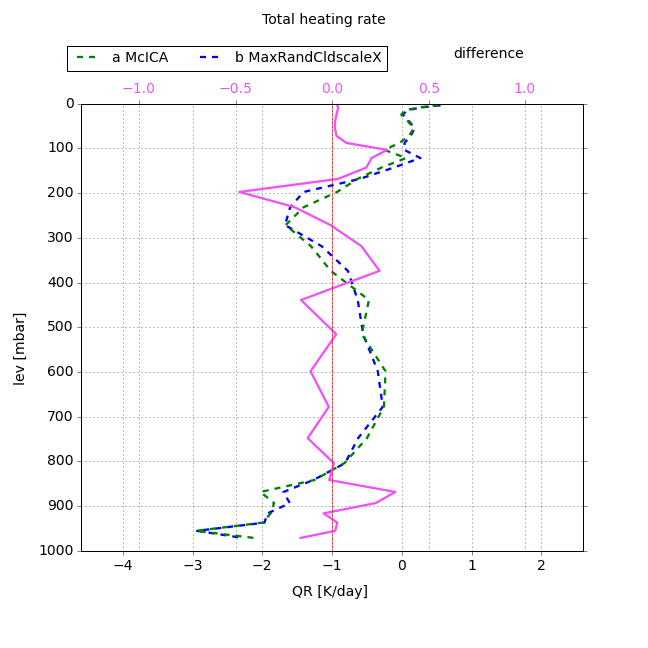 Total heating rate
a McICA
b MaxRandCldscaleX
difference
−1.0 −0.5 0.0 0.5 1.0
0
100
200
300
400
500
600
700
800
900
1000
lev [mbar]
−4 −3 −2 −1 0 1 2
QR [K/day]